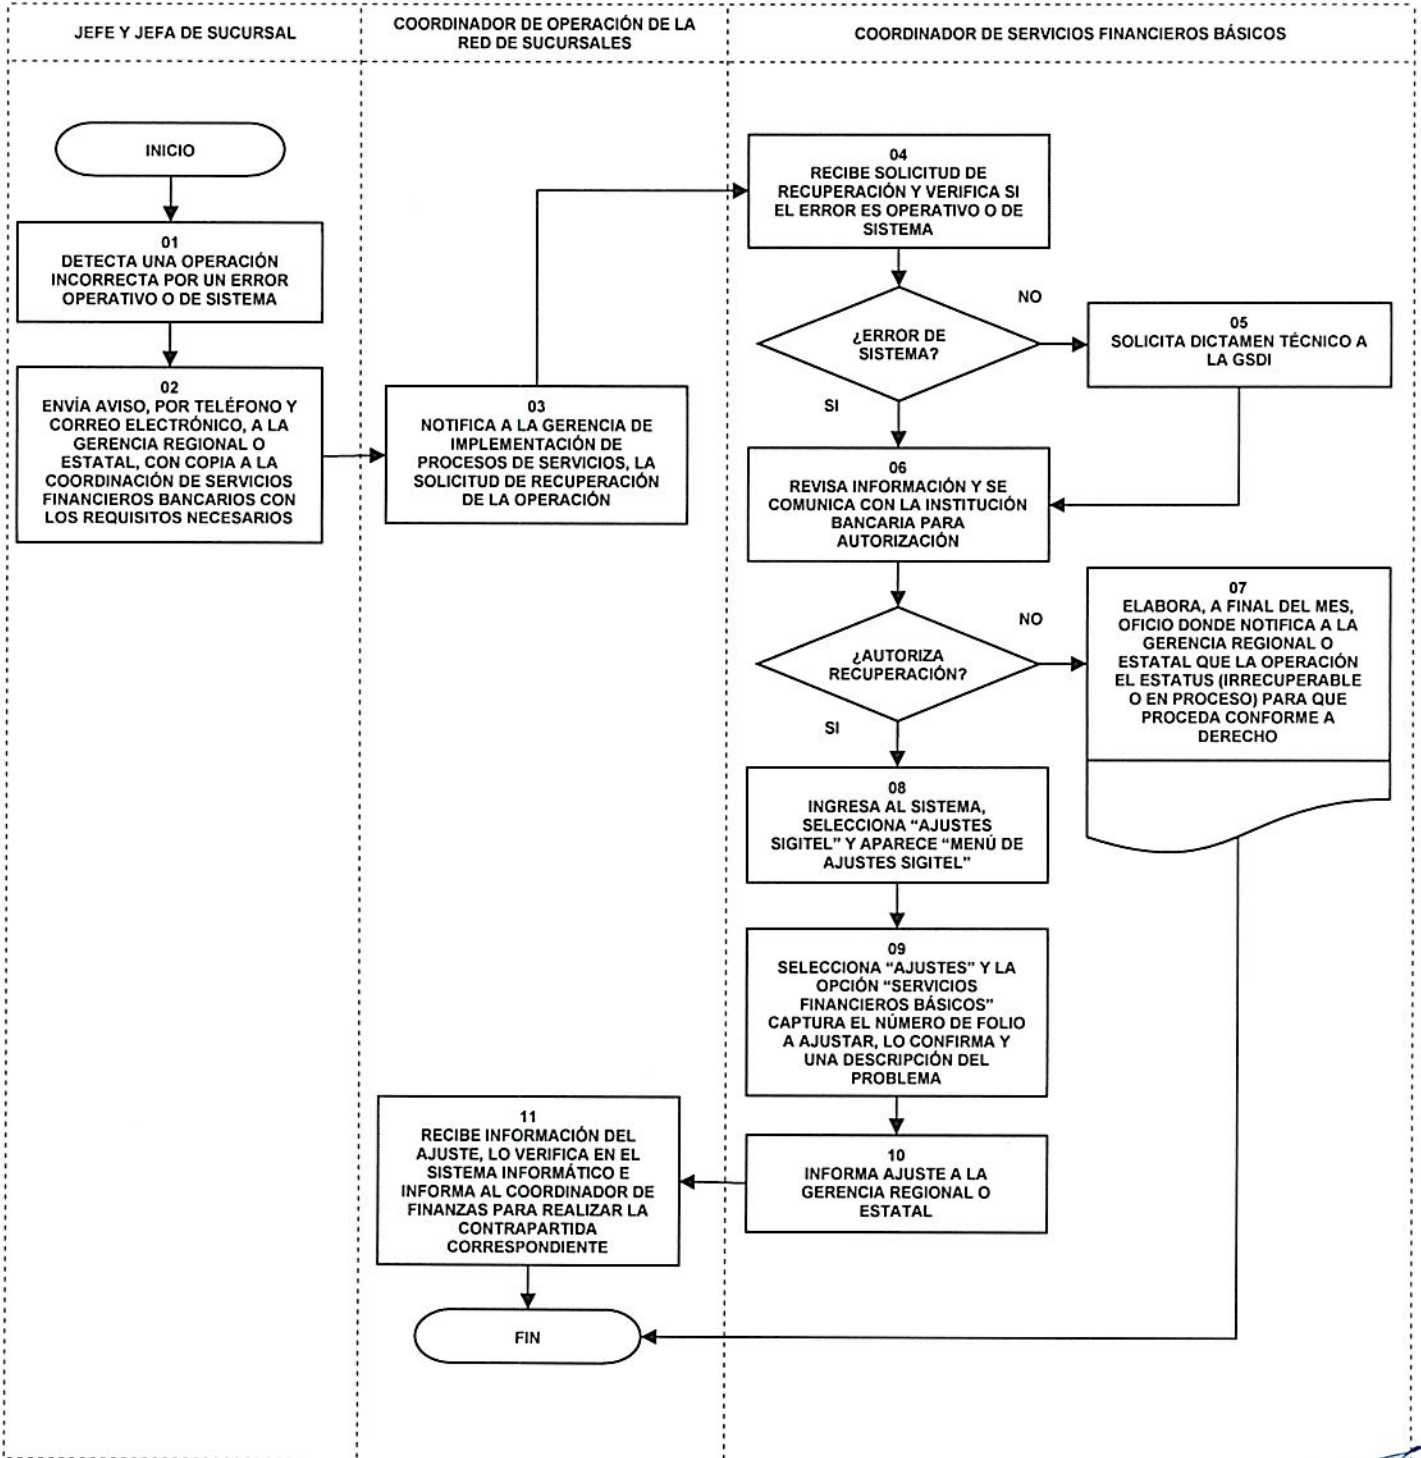 JEFE Y JEFA DE SUCURSAL
COORDINADOR DE OPERACIÓN DE LA
RED DE SUCURSALES
COORDINADOR DE SERVICIOS FINANCIEROS BÁSICOS
INICIO
01
DETECTA UNA OPERACIÓN
INCORRECTA POR UN ERROR
OPERATIVO O DE SISTEMA
02
ENVÍA AVISO, POR TELÉFONO Y
CORREO ELECTRÓNICO, A LA
GERENCIA REGIONAL O
ESTATAL, CON COPIA A LA
COORDINACIÓN DE SERVICIOS
FINANCIEROS BANCARIOS CON
LOS REQUISITOS NECESARIOS
03
NOTIFICA A LA GERENCIA DE
IMPLEMENTACIÓN DE
PROCESOS DE SERVICIOS, LA
SOLICITUD DE RECUPERACIÓN
DE LA OPERACIÓN
04
RECIBE SOLICITUD DE
RECUPERACIÓN Y VERIFICA SI
EL ERROR ES OPERATIVO O DE
SISTEMA
¿ERROR DE
SISTEMA?
NO
05
SOLICITA DICTAMEN TÉCNICO A
LA GSDI
SI
06
REVISA INFORMACIÓN Y SE
COMUNICA CON LA INSTITUCIÓN
BANCARIA PARA
AUTORIZACIÓN
¿AUTORIZA
RECUPERACIÓN?
NO
07
ELABORA, A FINAL DEL MES,
OFICIO DONDE NOTIFICA A LA
GERENCIA REGIONAL O
ESTATAL QUE LA OPERACIÓN
EL ESTATUS (IRRECUPERABLE
O EN PROCESO) PARA QUE
PROCEDA CONFORME A
DERECHO
SI
08
INGRESA AL SISTEMA,
SELECCIONA “AJUSTES
SIGITEL” Y APARECE “MENÚ DE
AJUSTES SIGITEL”
09
SELECCIONA “AJUSTES” Y LA
OPCIÓN “SERVICIOS
FINANCIEROS BÁSICOS”
CAPTURA EL NÚMERO DE FOLIO
A AJUSTAR, LO CONFIRMA Y
UNA DESCRIPCIÓN DEL
PROBLEMA
10
INFORMA AJUSTE A LA
GERENCIA REGIONAL O
ESTATAL
11
RECIBE INFORMACIÓN DEL
AJUSTE, LO VERIFICA EN EL
SISTEMA INFORMÁTICO E
INFORMA AL COORDINADOR DE
FINANZAS PARA REALIZAR LA
CONTRAPARTIDA
CORRESPONDIENTE
FIN